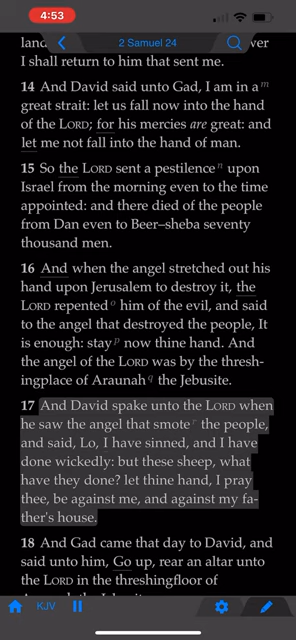 4:53
land
ver
2 Samuel 24
I shall return to him that sent me.
14 And David said unto Gad, I am in a m
great strait: let us fall now into the hand
of the LORD; for his mercies are great: and
let me not fall into the hand of man.
15 So the LORD sent a pestilence n upon
Israel from the morning even to the time
appointed: and there died of the people
from Dan even to Beer–sheba seventy
thousand men.
16 And when the angel stretched out his
hand upon Jerusalem to destroy it, the
LORD repented o him of the evil, and said
to the angel that destroyed the people, It
is enough: stay p now thine hand. And
the angel of the LORD was by the thresh-
ingplace of Araunah q the Jebusite.
17 And David spake unto the LORD when
he saw the angel that smote r the people,
and said, Lo, I have sinned, and I have
done wickedly: but these sheep, what
have they done? let thine hand, I pray
thee, be against me, and against my fa-
ther's house.
18 And Gad came that day to David, and
said unto him, Go up, rear an altar unto
the LORD in the threshingfloor of
KJV